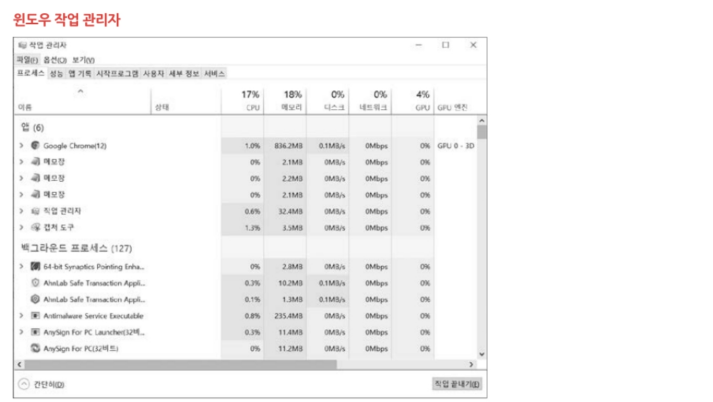 윈도우 작업 관리자
작업 관리자
파일(F) 옵션(O) 보기(V)
프로세스 성능 앱 기록 시작프로그램 사용자 세부 정보 서비스
17% 18% 0% 0% 4%
이름 상태 CPU 메모리 디스크 네트워크 GPU GPU 엔진
앱 (6)
Google Chrome(12) 1.0% 836.2MB 0.1MB/s 0Mbps 0% GPU 0 - 3D
메모장 0% 2.1MB 0MB/s 0Mbps 0%
메모장 0% 2.2MB 0MB/s 0Mbps 0%
메모장 0% 2.1MB 0MB/s 0Mbps 0%
작업 관리자 0.6% 32.4MB 0MB/s 0Mbps 0%
캡처 도구 1.3% 3.5MB 0MB/s 0Mbps 0%
백그라운드 프로세스 (127)
64-bit Synaptics Pointing Enha... 0% 2.8MB 0MB/s 0Mbps 0%
AhnLab Safe Transaction Appli... 0.3% 10.2MB 0.1MB/s 0Mbps 0%
AhnLab Safe Transaction Appli... 0.1% 1.3MB 0.1MB/s 0Mbps 0%
Antimalware Service Executable 0.8% 235.4MB 0MB/s 0Mbps 0%
AnySign For PC Launcher(32비... 0.3% 11.4MB 0MB/s 0Mbps 0%
AnySign For PC(32비트) 0% 11.2MB 0MB/s 0Mbps 0%
간단히(D) 작업 끝내기(E)